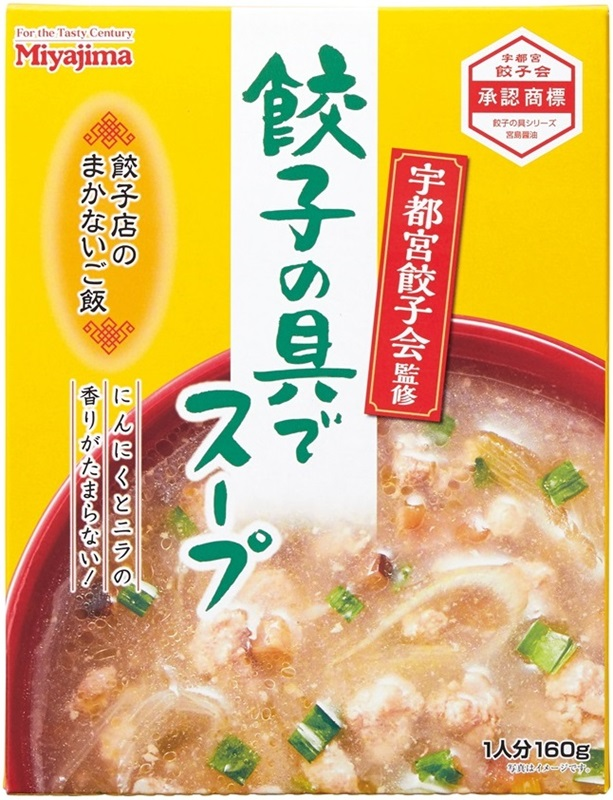 For the Tasty Century
Miyajima
宇都宮
餃子会
承認商標
餃子の具シリーズ
宮島醤油
餃子の具で
スープ
宇都宮餃子会監修
餃子店の
まかないご飯
にんにくとニラの
香りがたまらない!
1人分160g
写真はイメージです。